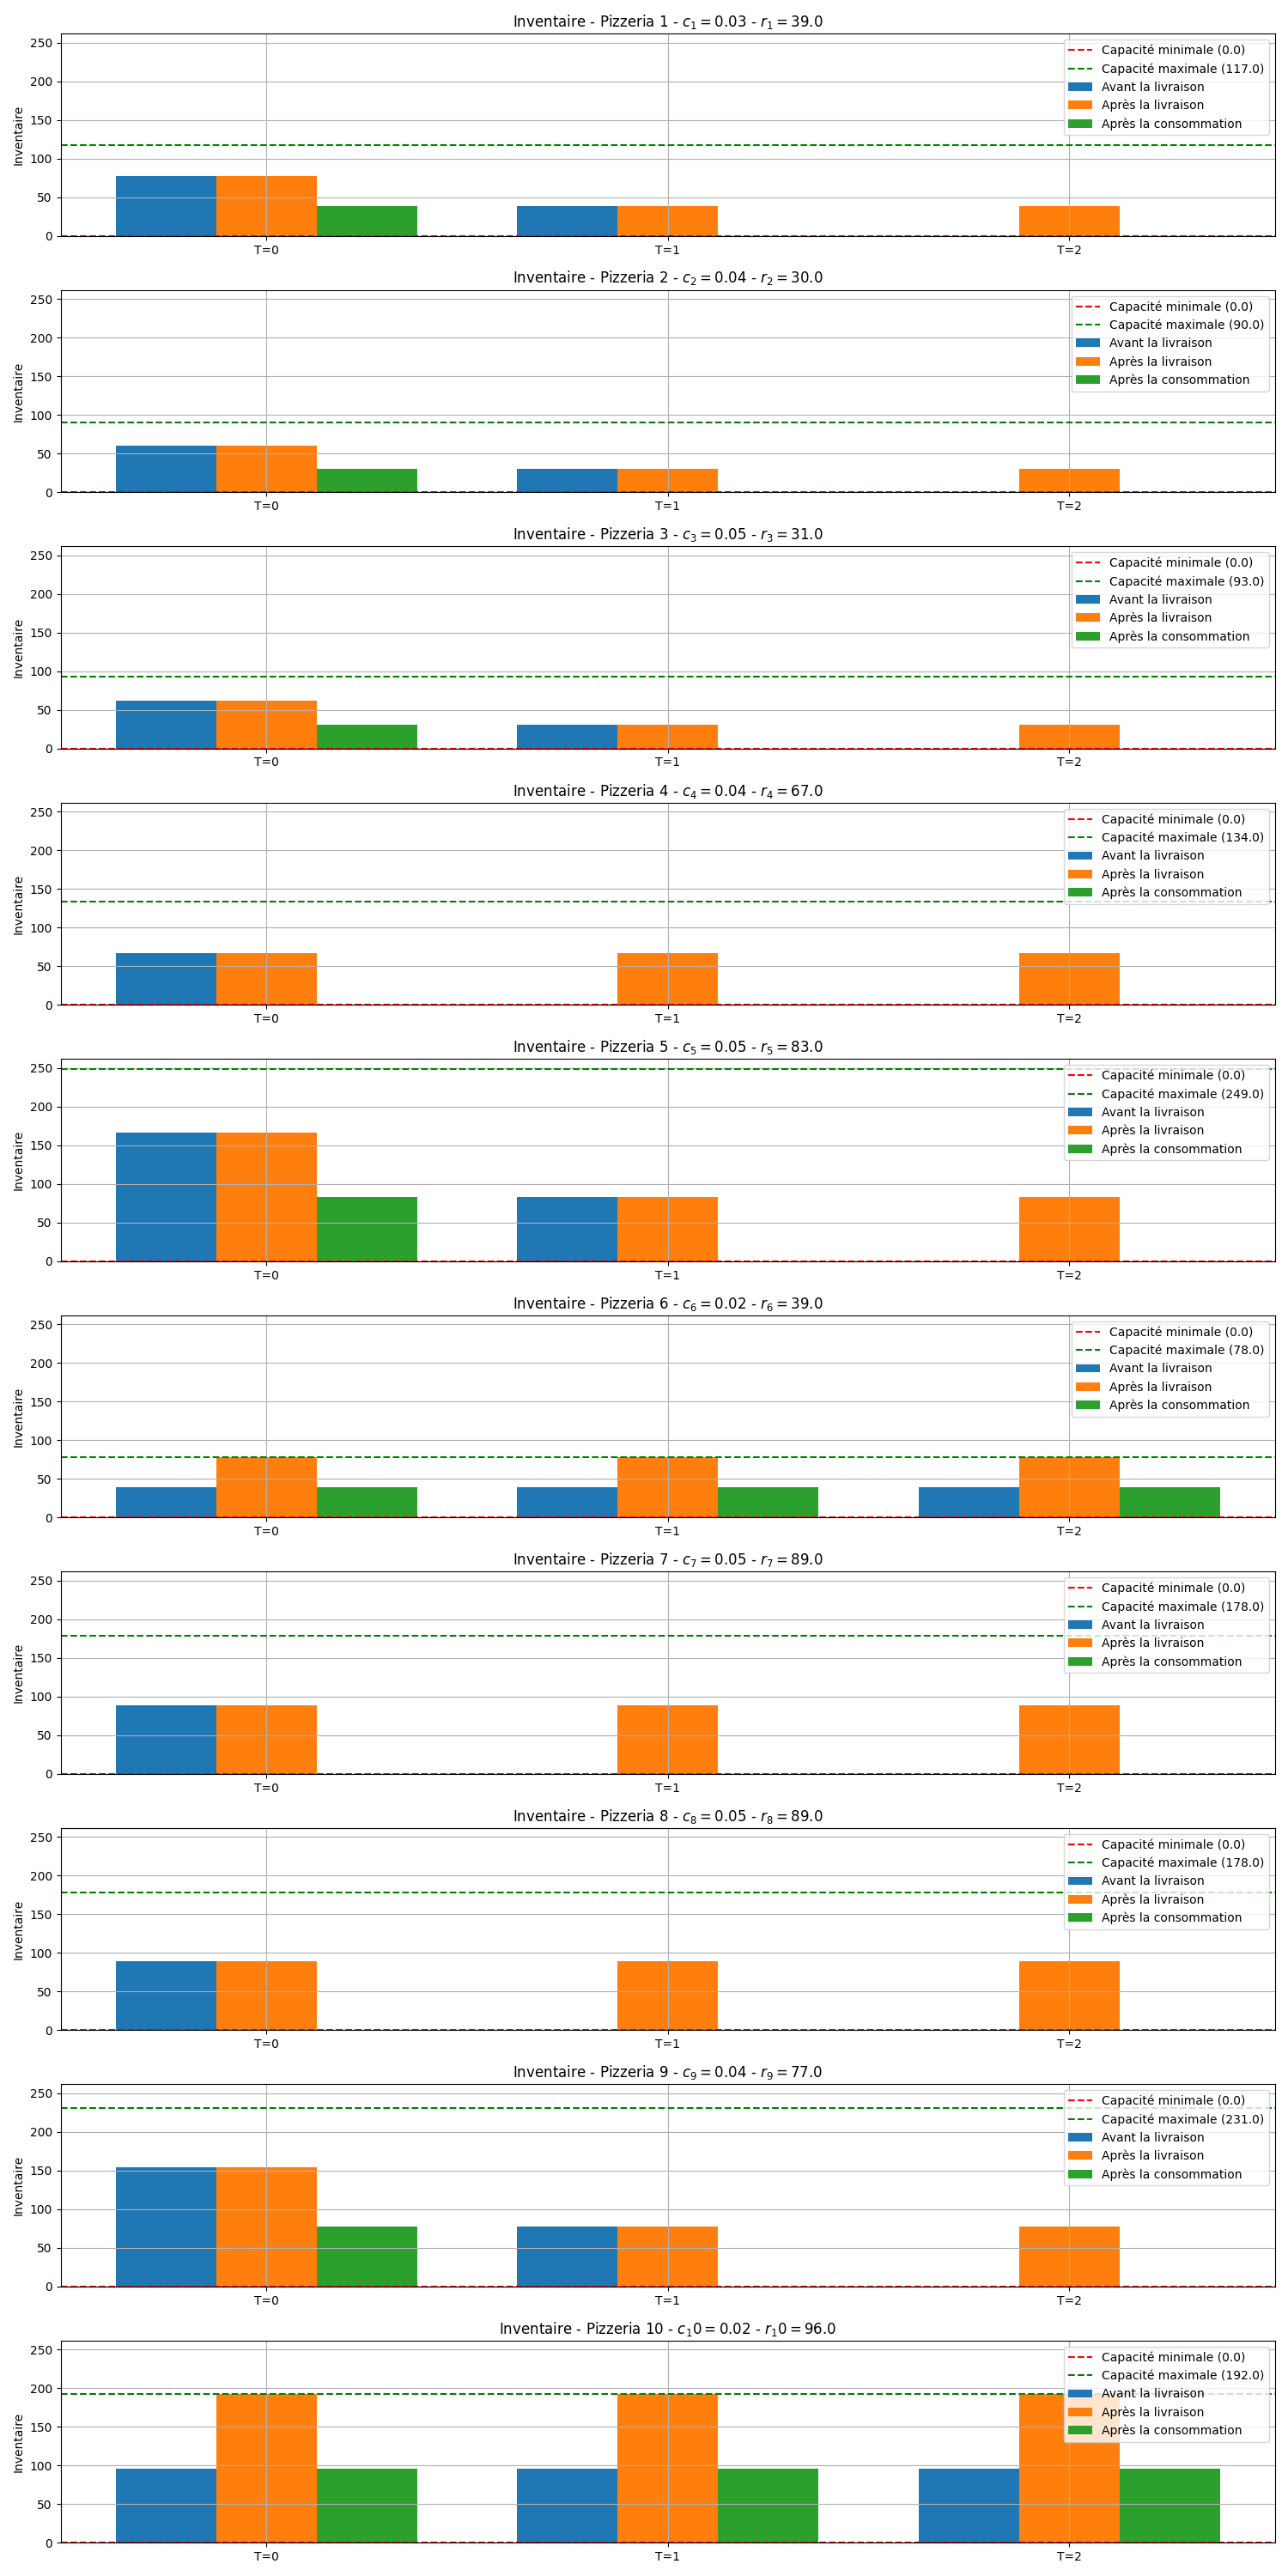 Inventaire - Pizzeria 1 - c₁ = 0.03 - r₁ = 39.0
Inventaire
250
200
150
100
50
0
T=0
T=1
T=2
Capacité minimale (0.0)
Capacité maximale (117.0)
Avant la livraison
Après la livraison
Après la consommation
Inventaire - Pizzeria 2 - c₂ = 0.04 - r₂ = 30.0
Inventaire
250
200
150
100
50
0
T=0
T=1
T=2
Capacité minimale (0.0)
Capacité maximale (90.0)
Avant la livraison
Après la livraison
Après la consommation
Inventaire - Pizzeria 3 - c₃ = 0.05 - r₃ = 31.0
Inventaire
250
200
150
100
50
0
T=0
T=1
T=2
Capacité minimale (0.0)
Capacité maximale (93.0)
Avant la livraison
Après la livraison
Après la consommation
Inventaire - Pizzeria 4 - c₄ = 0.04 - r₄ = 67.0
Inventaire
250
200
150
100
50
0
T=0
T=1
T=2
Capacité minimale (0.0)
Capacité maximale (134.0)
Avant la livraison
Après la livraison
Après la consommation
Inventaire - Pizzeria 5 - c₅ = 0.05 - r₅ = 83.0
Inventaire
250
200
150
100
50
0
T=0
T=1
T=2
Capacité minimale (0.0)
Capacité maximale (249.0)
Avant la livraison
Après la livraison
Après la consommation
Inventaire - Pizzeria 6 - c₆ = 0.02 - r₆ = 39.0
Inventaire
250
200
150
100
50
0
T=0
T=1
T=2
Capacité minimale (0.0)
Capacité maximale (78.0)
Avant la livraison
Après la livraison
Après la consommation
Inventaire - Pizzeria 7 - c₇ = 0.05 - r₇ = 89.0
Inventaire
250
200
150
100
50
0
T=0
T=1
T=2
Capacité minimale (0.0)
Capacité maximale (178.0)
Avant la livraison
Après la livraison
Après la consommation
Inventaire - Pizzeria 8 - c₈ = 0.05 - r₈ = 89.0
Inventaire
250
200
150
100
50
0
T=0
T=1
T=2
Capacité minimale (0.0)
Capacité maximale (178.0)
Avant la livraison
Après la livraison
Après la consommation
Inventaire - Pizzeria 9 - c₉ = 0.04 - r₉ = 77.0
Inventaire
250
200
150
100
50
0
T=0
T=1
T=2
Capacité minimale (0.0)
Capacité maximale (231.0)
Avant la livraison
Après la livraison
Après la consommation
Inventaire - Pizzeria 10 - c₁0 = 0.02 - r₁0 = 96.0
Inventaire
250
200
150
100
50
0
T=0
T=1
T=2
Capacité minimale (0.0)
Capacité maximale (192.0)
Avant la livraison
Après la livraison
Après la consommation